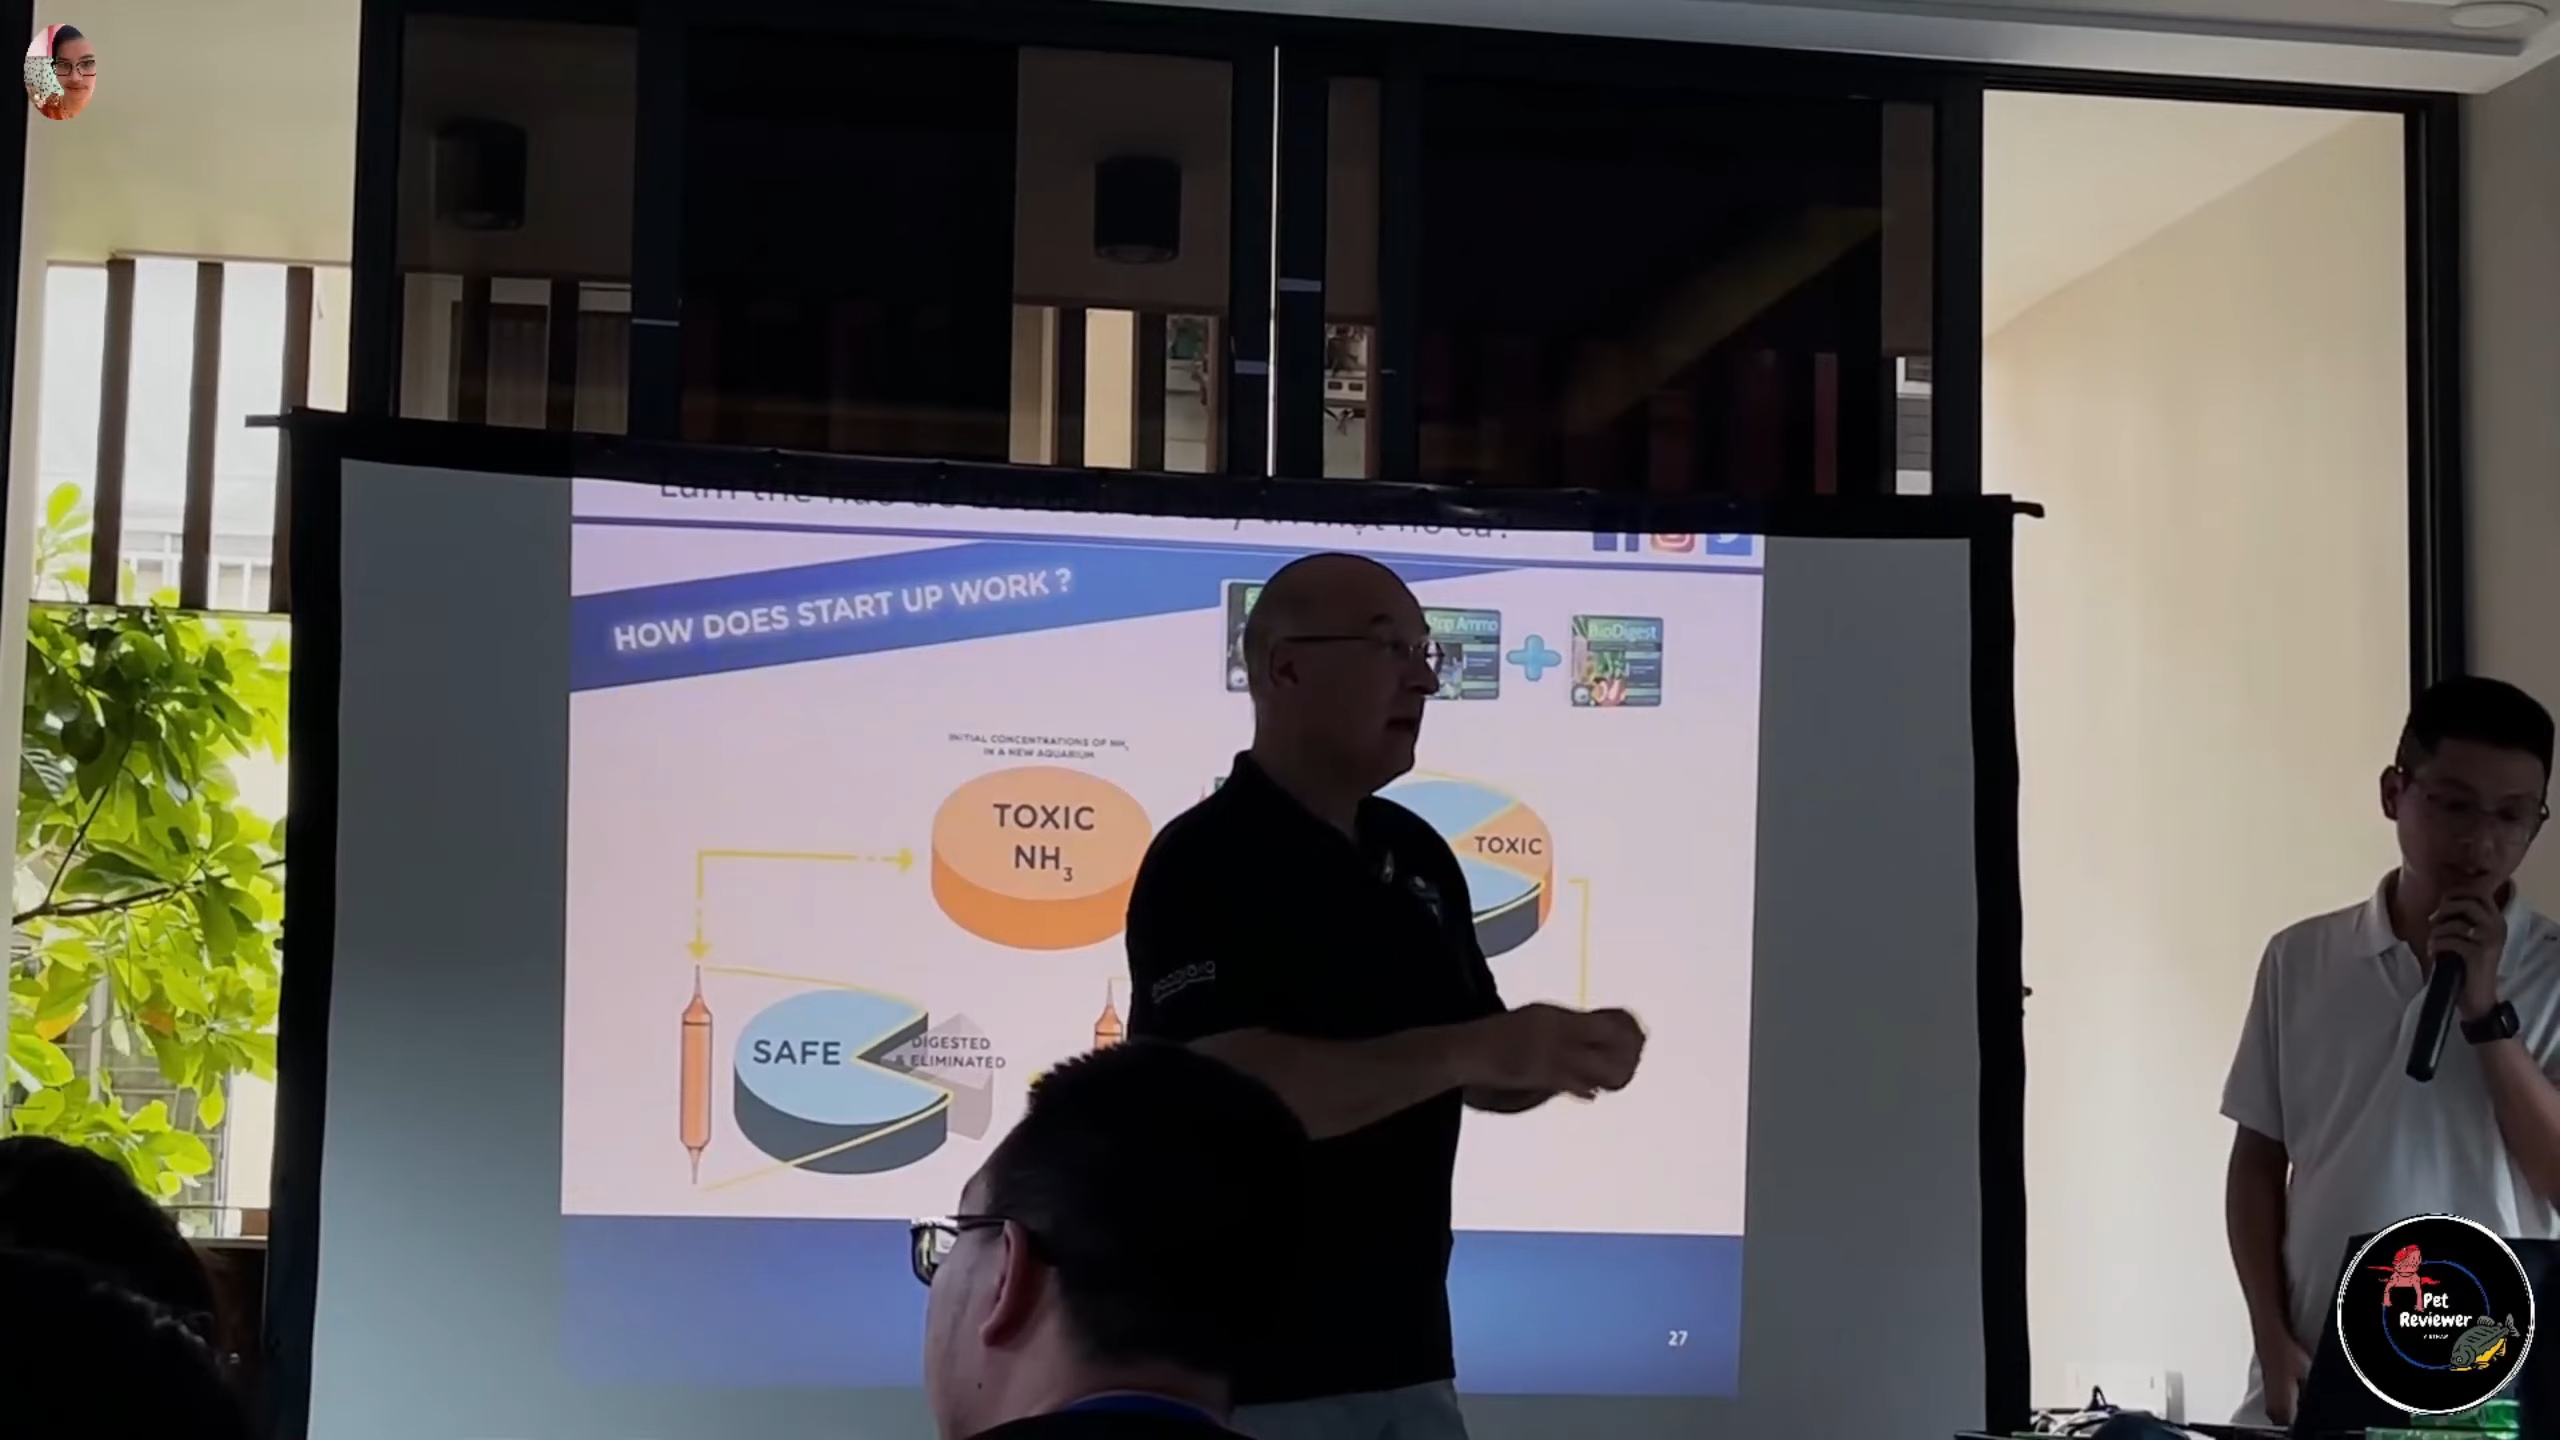 HOW DOES START UP WORK ?
Stop Ammo
BioDigest
INITIAL CONCENTRATIONS OF NH3
IN A NEW AQUARIUM
TOXIC
NH3
TOXIC
SAFE
DIGESTED
& ELIMINATED
27
Pet
Reviewer